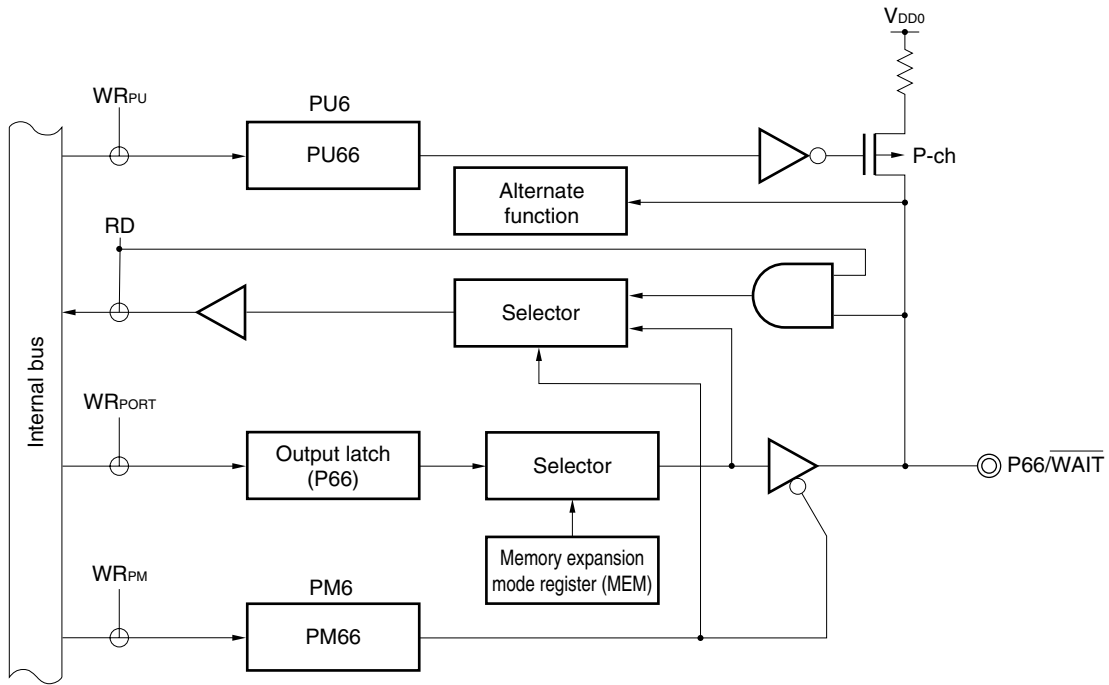 VDD0
WRPU
PU6
PU66
P-ch
Alternate
function
RD
Selector
Internal bus
WRPORT
Output latch
(P66)
Selector
P66/WAIT
Memory expansion
mode register (MEM)
WRPM
PM6
PM66